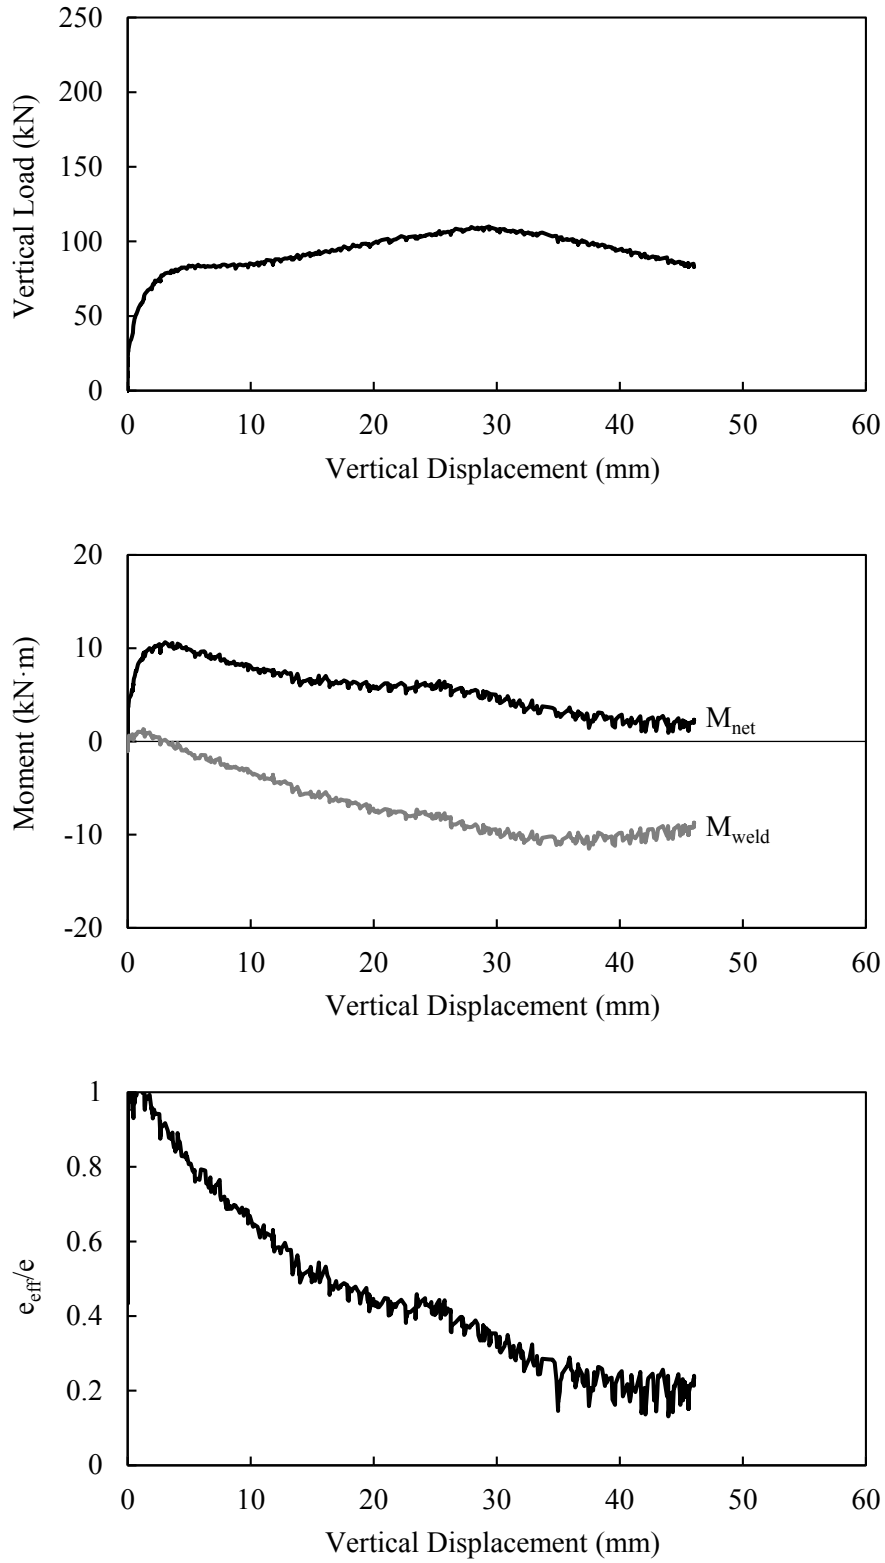 250
200
150
100
50
0
Vertical Load (kN)
0 10 20 30 40 50 60
Vertical Displacement (mm)
20
10
0
-10
-20
Moment (kN·m)
M_net
M_weld
0 10 20 30 40 50 60
Vertical Displacement (mm)
1
0.8
0.6
0.4
0.2
0
e_eff/e
0 10 20 30 40 50 60
Vertical Displacement (mm)